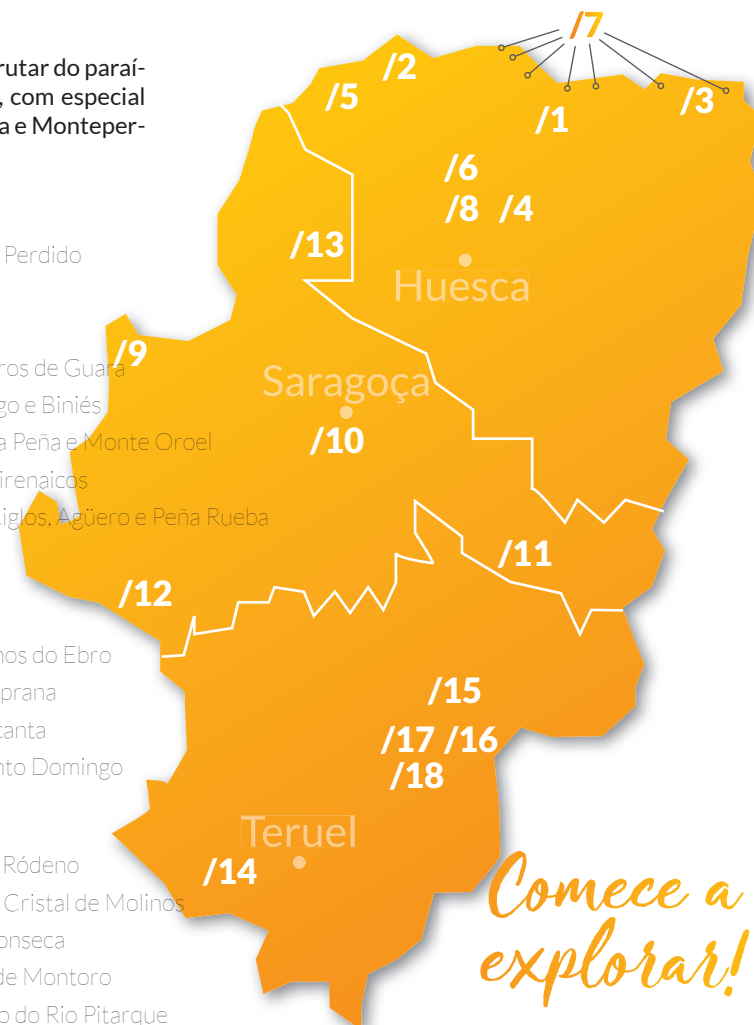 rutar do paraí-
, com especial
a e Monteper-
Perdido
ros de Guara
go e Biniés
a Peña e Monte Oroel
irenaicos
Riglos, Agüero e Peña Rueba
nos do Ebro
prana
canta
nto Domingo
Ródeno
Cristal de Molinos
onseca
de Montoro
o do Rio Pitarque
/7
/2
/5
/3
/1
/6
/8 /4
/13
Huesca
/9
Saragoça
/10
/11
/12
/15
/17 /16
/18
Teruel
/14
Comece a
explorar!